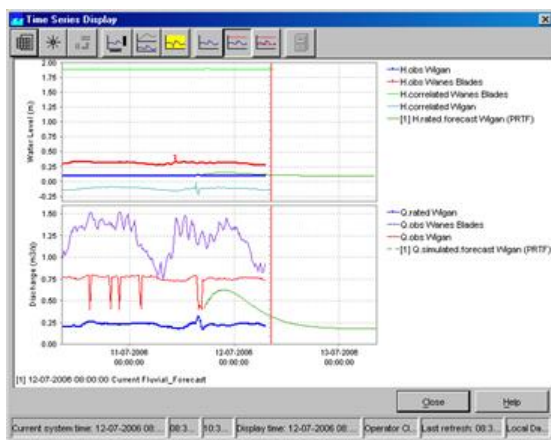 Time Series Display
2.00
1.75
1.50
1.25
1.00
0.75
0.50
0.25
0.00
-0.25
Water Level (m)
H.obs Wigan
H.obs Wanes Blades
H.correlated Wanes Blades
H.correlated Wigan
[1] H.rated.forecast Wigan (PRTF)
1.50
1.25
1.00
0.75
0.50
0.25
0.00
Discharge (m3/s)
Q.rated Wigan
Q.obs Wanes Blades
Q.obs Wigan
[1] Q.simulated.forecast Wigan (PRTF)
11-07-2006 12-07-2006 13-07-2006
00:00:00 00:00:00 00:00:00
[1] 12-07-2006 08:00:00 Current Fluvial_Forecast
Close Help
Current system time: 12-07-2006 08:... 08:3... 10:3... Display time: 12-07-2006 08:... Operator Cl... Last refresh: 08:3... Local Da...